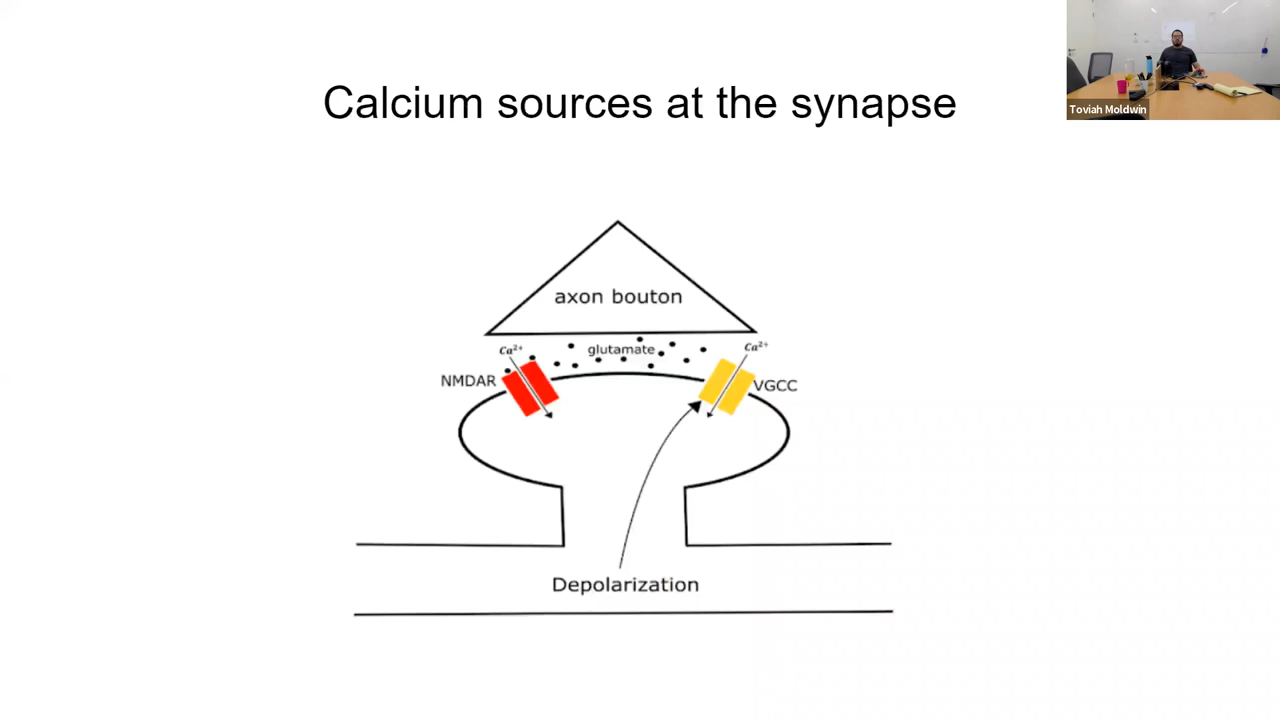 Calcium sources at the synapse
Toviah Moldwin
axon bouton
Ca²⁺
glutamate
Ca²⁺
NMDAR
VGCC
Depolarization